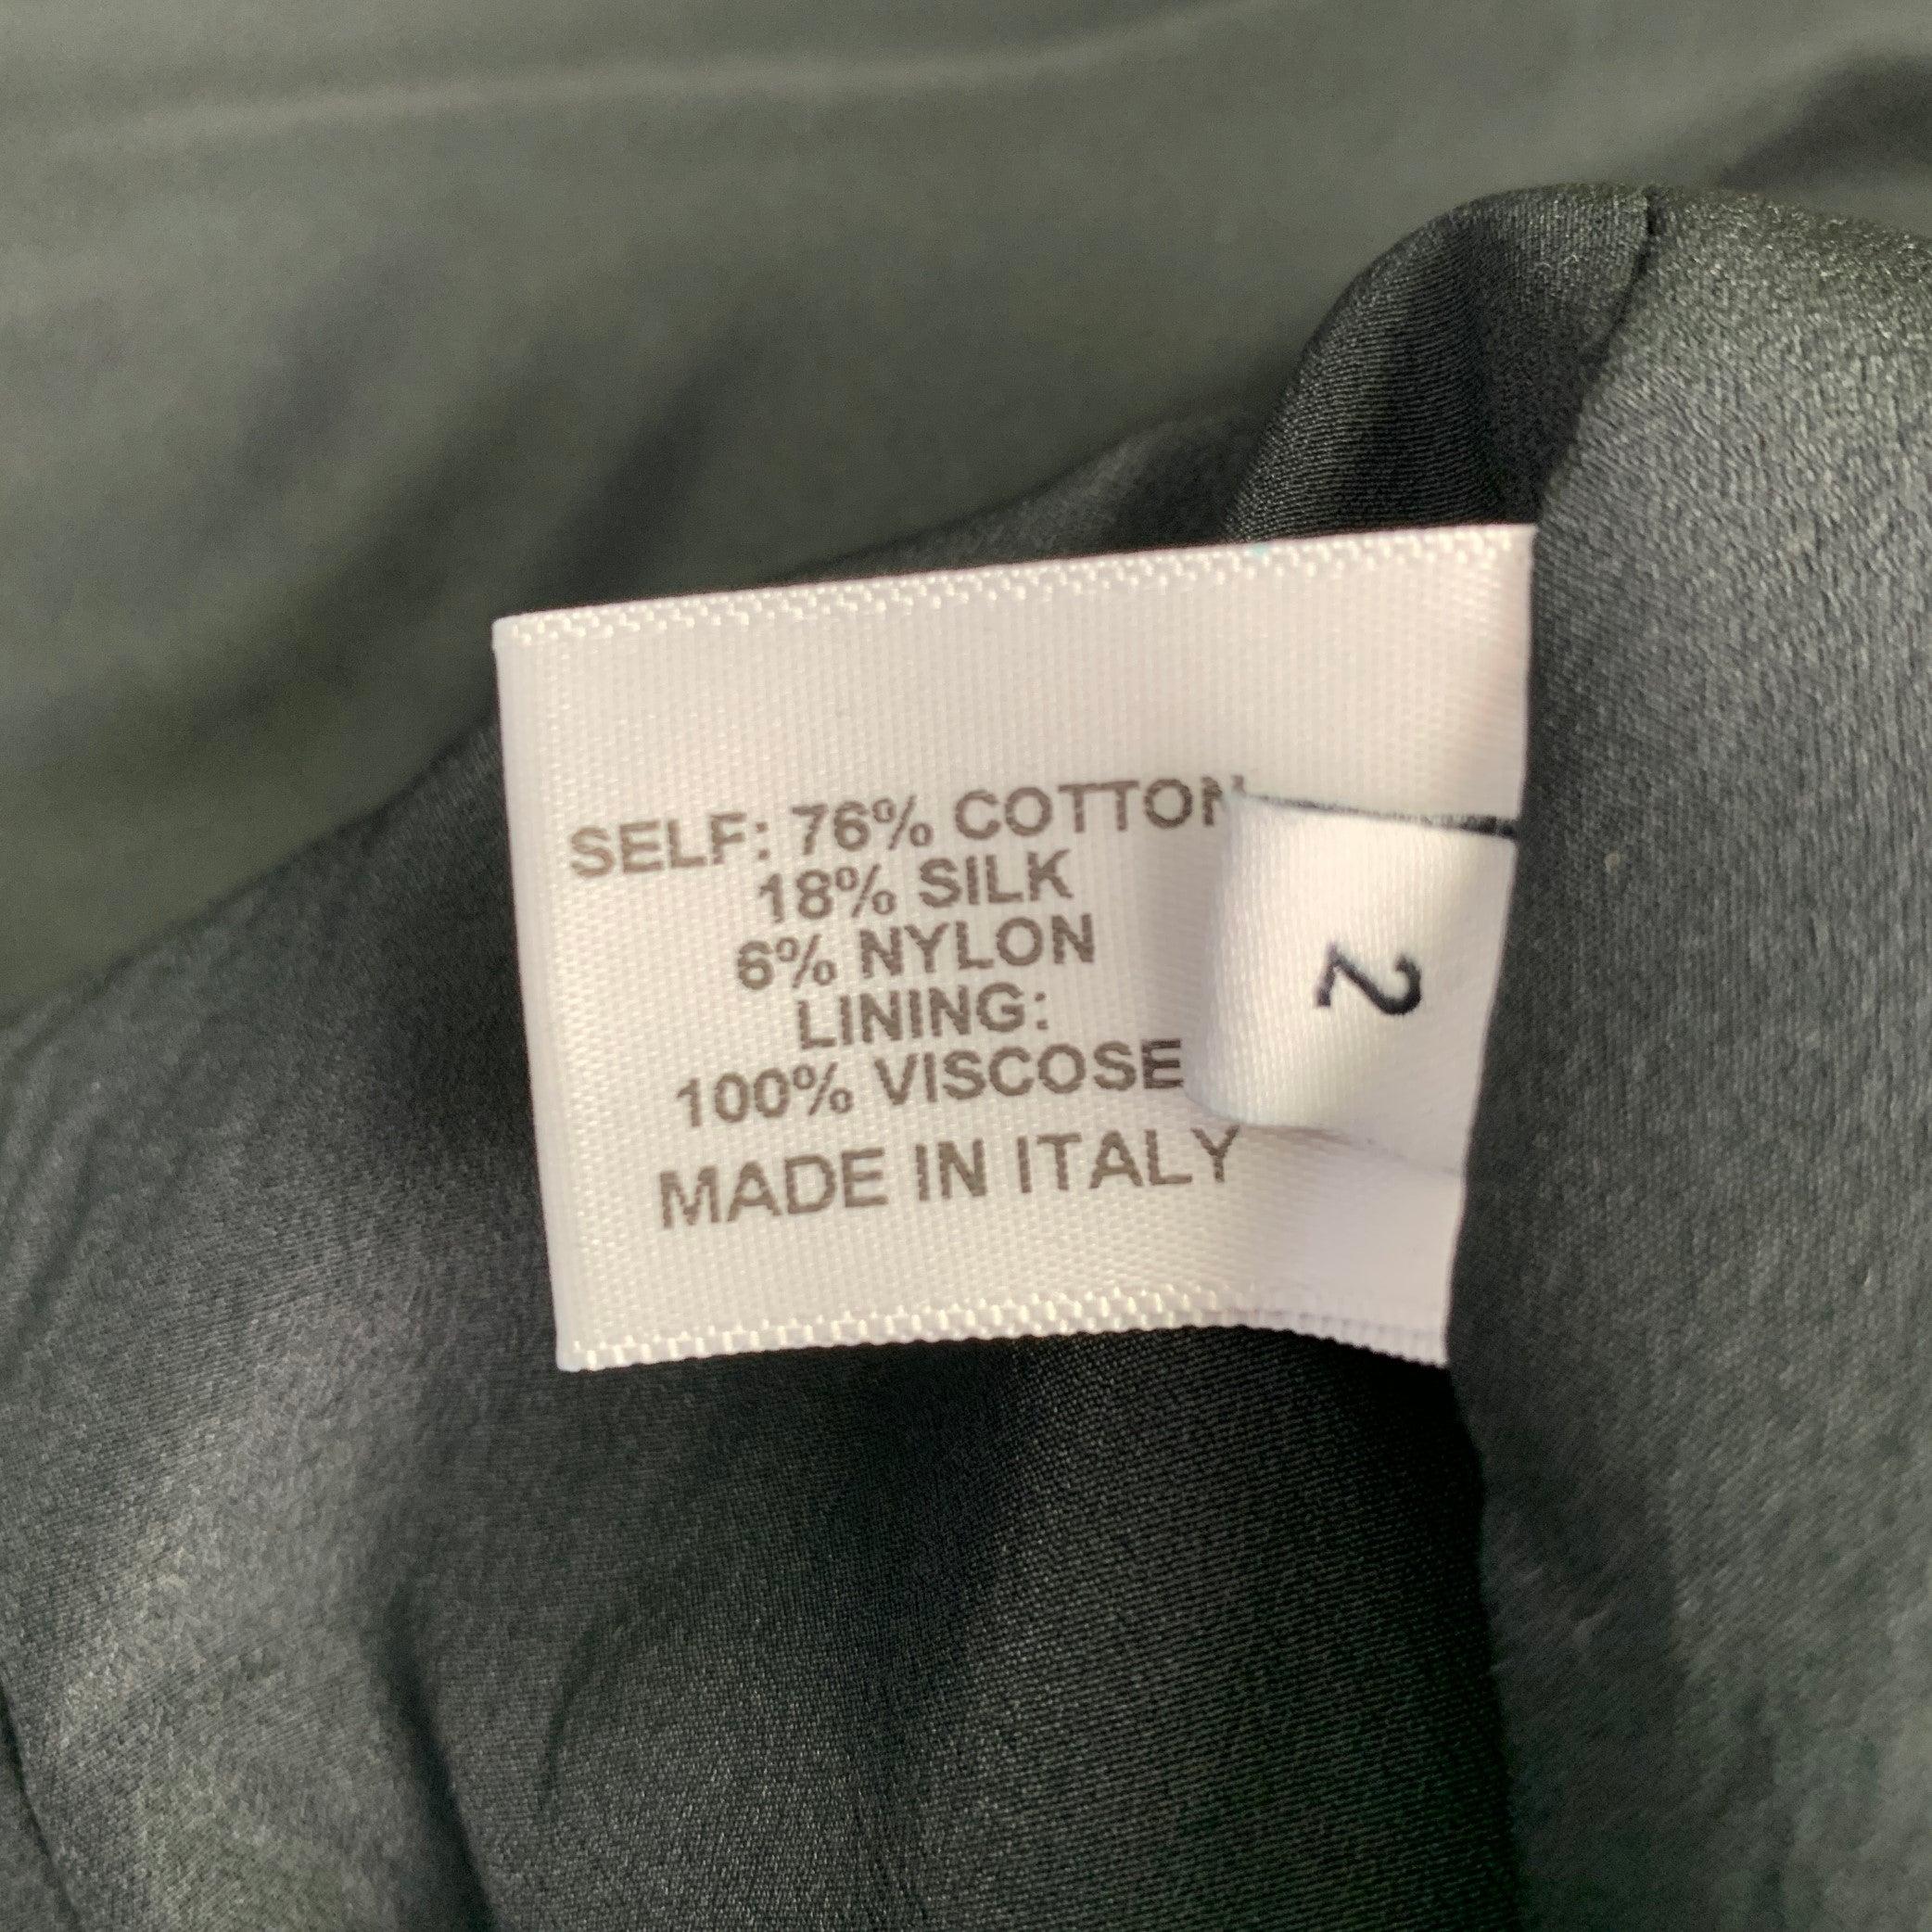 SELF: 76% COTTON
18% SILK
6% NYLON
LINING:
100% VISCOSE
MADE IN ITALY
2